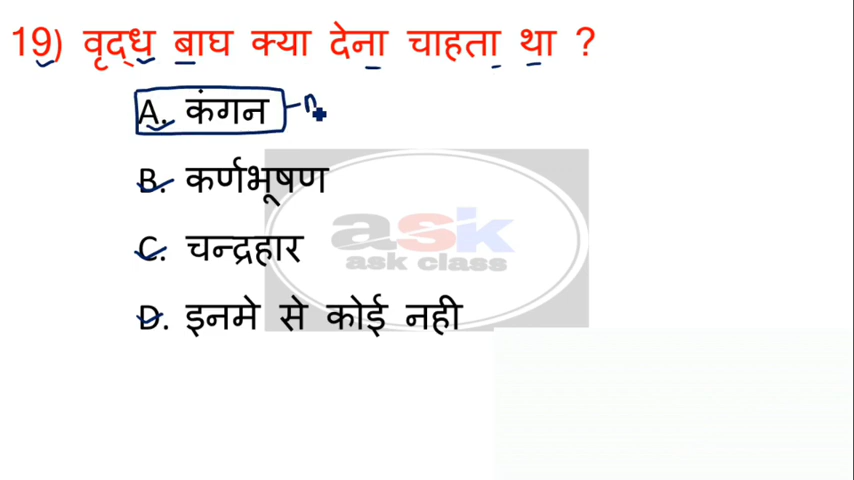 19) वृद्ध बाघ क्या देना चाहता था ?
A. कंगन
B. कर्णभूषण
C. चन्द्रहार
D. इनमे से कोई नही
ask
ask class